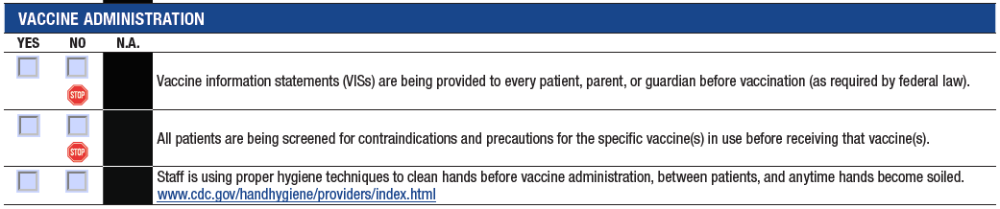 VACCINE ADMINISTRATION
YES NO N.A.
Vaccine information statements (VISs) are being provided to every patient, parent, or guardian before vaccination (as required by federal law).
STOP
All patients are being screened for contraindications and precautions for the specific vaccine(s) in use before receiving that vaccine(s).
STOP
Staff is using proper hygiene techniques to clean hands before vaccine administration, between patients, and anytime hands become soiled.
www.cdc.gov/handhygiene/providers/index.html